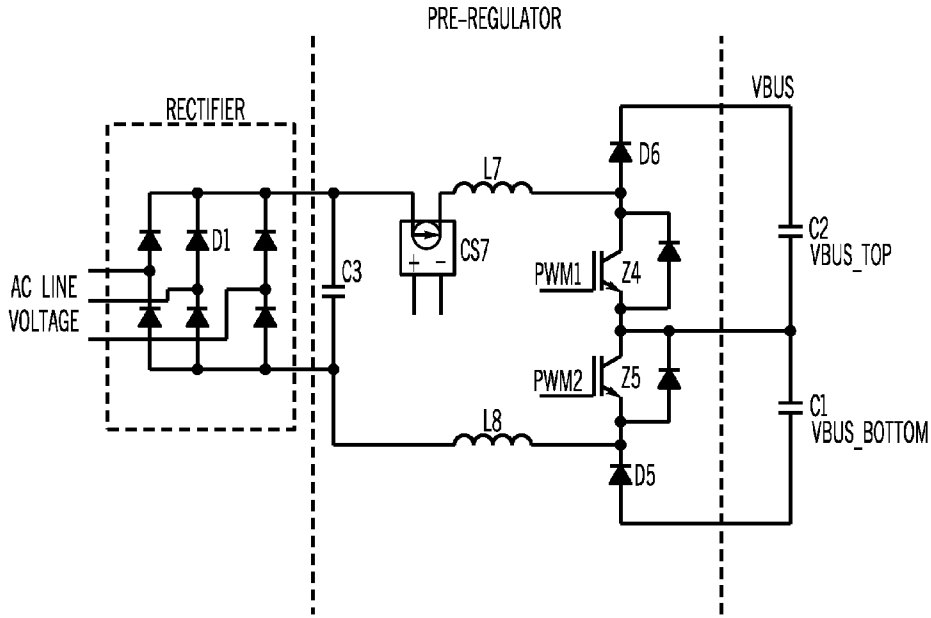 PRE-REGULATOR
VBUS
RECTIFIER
D6
L7
D1
CS7
C2
VBUS_TOP
C3
+ -
PWM1
Z4
AC LINE
VOLTAGE
PWM2
Z5
C1
VBUS_BOTTOM
L8
D5